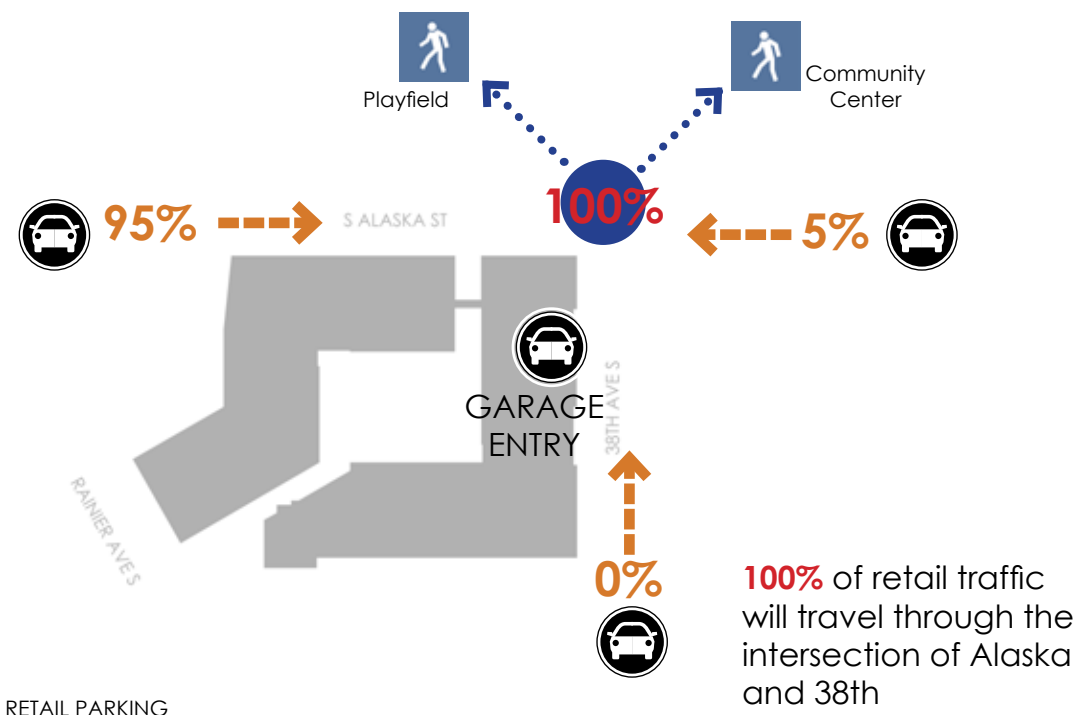 Playfield
Community
Center
95%
S ALASKA ST
100%
5%
GARAGE
ENTRY
38TH AVE S
RAINIER AVE S
0%
100% of retail traffic
will travel through the
intersection of Alaska
and 38th
RETAIL PARKING